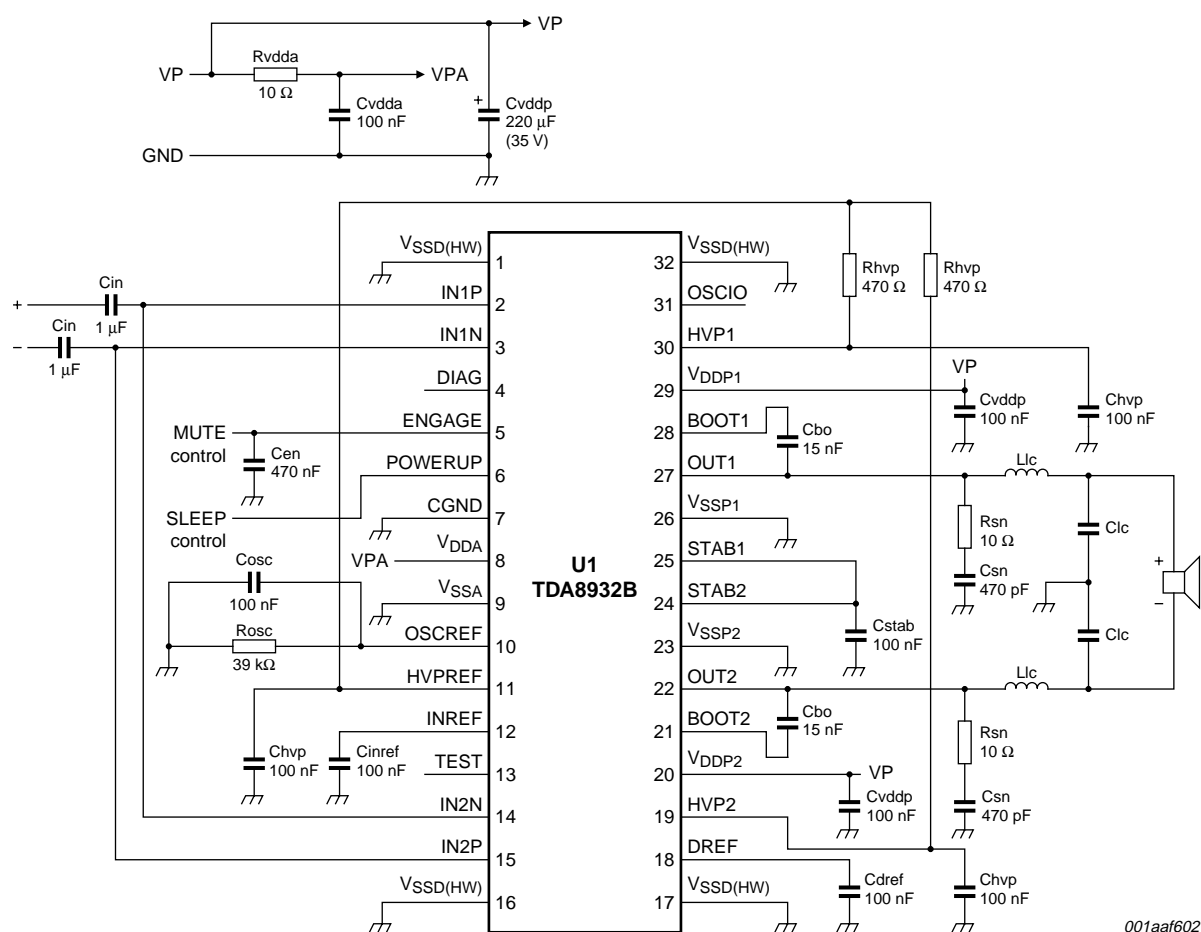 VP
Rvdda
VP
10 Ω
VPA
Cvdda
100 nF
+
Cvddp
220 μF
(35 V)
GND
VSSD(HW)
1
Cin
+
1 μF
IN1P
2
Cin
−
1 μF
IN1N
3
DIAG
4
MUTE
control
ENGAGE
5
Cen
470 nF
POWERUP
6
SLEEP
control
CGND
7
VPA
VDDA
8
Cosc
100 nF
VSSA
9
Rosc
39 kΩ
OSCREF
10
HVPREF
11
Chvp
100 nF
INREF
12
Cinref
100 nF
TEST
13
IN2N
14
IN2P
15
VSSD(HW)
16
U1
TDA8932B
32
VSSD(HW)
Rhvp
470 Ω
Rhvp
470 Ω
31
OSCIO
30
HVP1
29
VDDP1
VP
Cvddp
100 nF
Chvp
100 nF
28
BOOT1
Cbo
15 nF
27
OUT1
Llc
26
VSSP1
Rsn
10 Ω
Clc
25
STAB1
Csn
470 pF
+
−
24
STAB2
Cstab
100 nF
23
VSSP2
Clc
22
OUT2
Llc
21
BOOT2
Cbo
15 nF
Rsn
10 Ω
20
VDDP2
VP
Cvddp
100 nF
Csn
470 pF
19
HVP2
18
DREF
Cdref
100 nF
Chvp
100 nF
17
VSSD(HW)
001aaf602